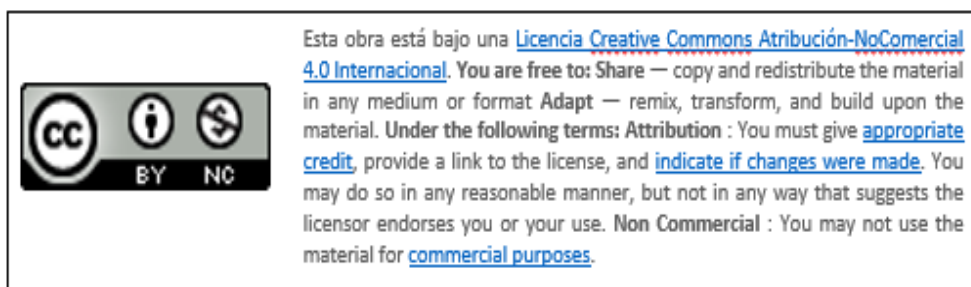 Esta obra está bajo una Licencia Creative Commons Atribución-NoComercial
4.0 Internacional. You are free to: Share — copy and redistribute the material
in any medium or format Adapt — remix, transform, and build upon the
material. Under the following terms: Attribution : You must give appropriate
credit, provide a link to the license, and indicate if changes were made. You
may do so in any reasonable manner, but not in any way that suggests the
licensor endorses you or your use. Non Commercial : You may not use the
material for commercial purposes.
CC
BY NC